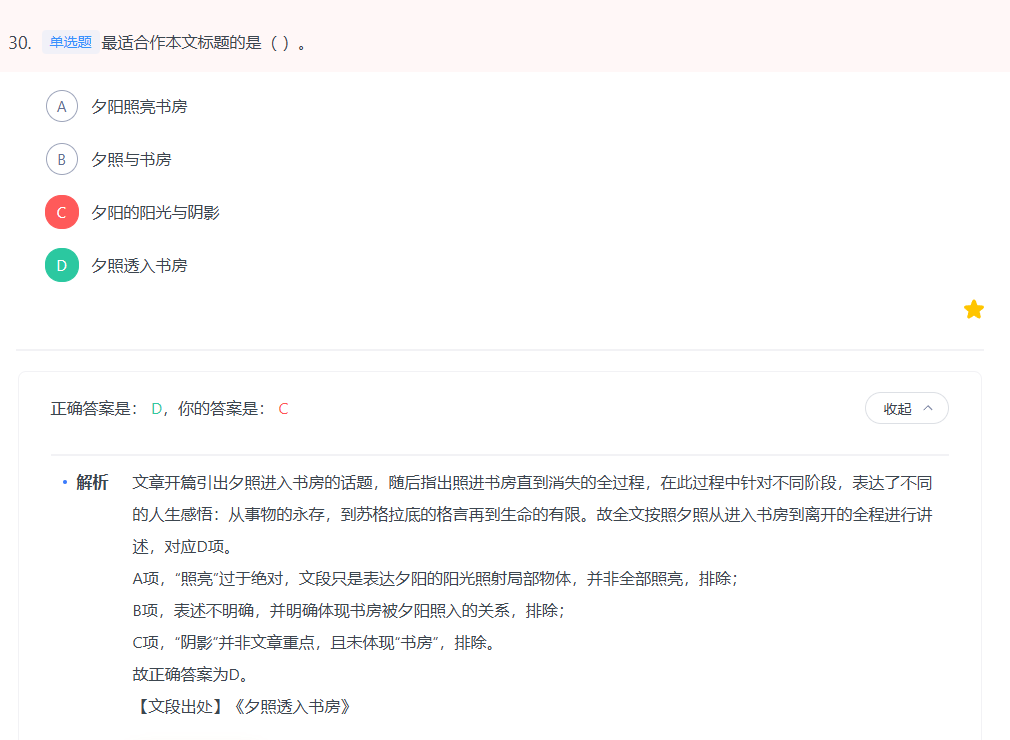 30. 单选题 最适合作本文标题的是（ ）。
A 夕阳照亮书房
B 夕照与书房
C 夕阳的阳光与阴影
D 夕照透入书房
正确答案是： D，你的答案是： C
收起
解析 文章开篇引出夕照进入书房的话题，随后指出照进书房直到消失的全过程，在此过程中针对不同阶段，表达了不同
的人生感悟：从事物的永存，到苏格拉底的格言再到生命的有限。故全文按照夕照从进入书房到离开的全程进行讲
述，对应D项。
A项，“照亮”过于绝对，文段只是表达夕阳的阳光照射局部物体，并非全部照亮，排除；
B项，表述不明确，并明确体现书房被夕阳照入的关系，排除；
C项，“阴影”并非文章重点，且未体现“书房”，排除。
故正确答案为D。
【文段出处】《夕照透入书房》